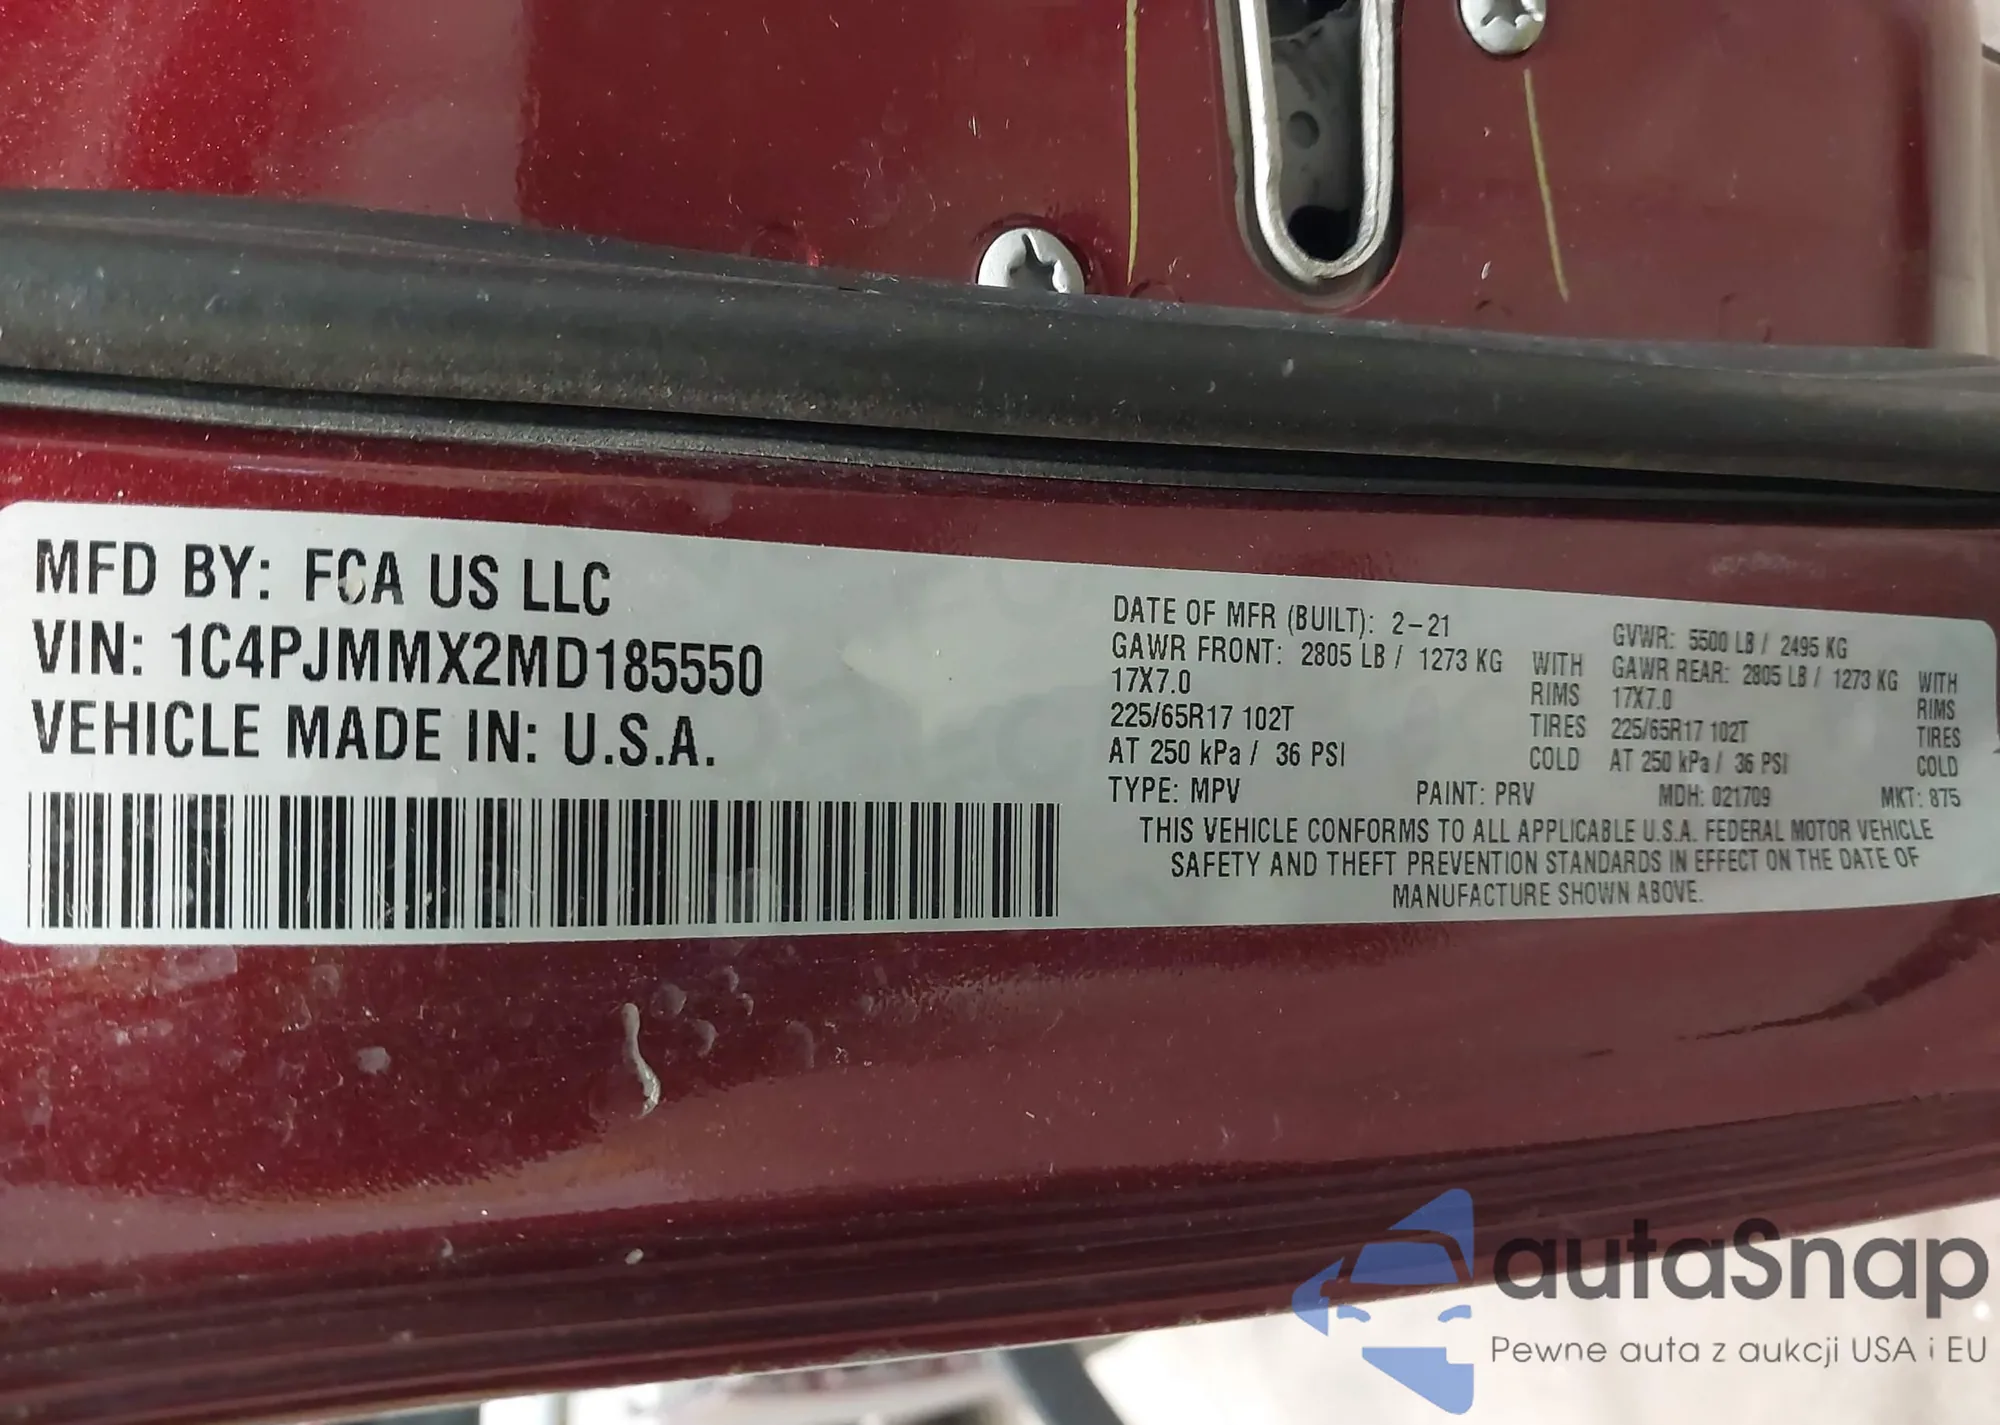 MFD BY: FCA US LLC
VIN: 1C4PJMMX2MD185550
VEHICLE MADE IN: U.S.A.
DATE OF MFR (BUILT): 2-21
GVWR: 5500 LB / 2495 KG
GAWR FRONT: 2805 LB / 1273 KG WITH
17X7.0 RIMS
225/65R17 102T TIRES
AT 250 kPa / 36 PSI COLD
GAWR REAR: 2805 LB / 1273 KG WITH
17X7.0 RIMS
225/65R17 102T TIRES
AT 250 kPa / 36 PSI COLD
TYPE: MPV PAINT: PRV MDH: 021709 MKT: 875
THIS VEHICLE CONFORMS TO ALL APPLICABLE U.S.A. FEDERAL MOTOR VEHICLE
SAFETY AND THEFT PREVENTION STANDARDS IN EFFECT ON THE DATE OF
MANUFACTURE SHOWN ABOVE.
autaSnap
Pewne auta z aukcji USA i EU